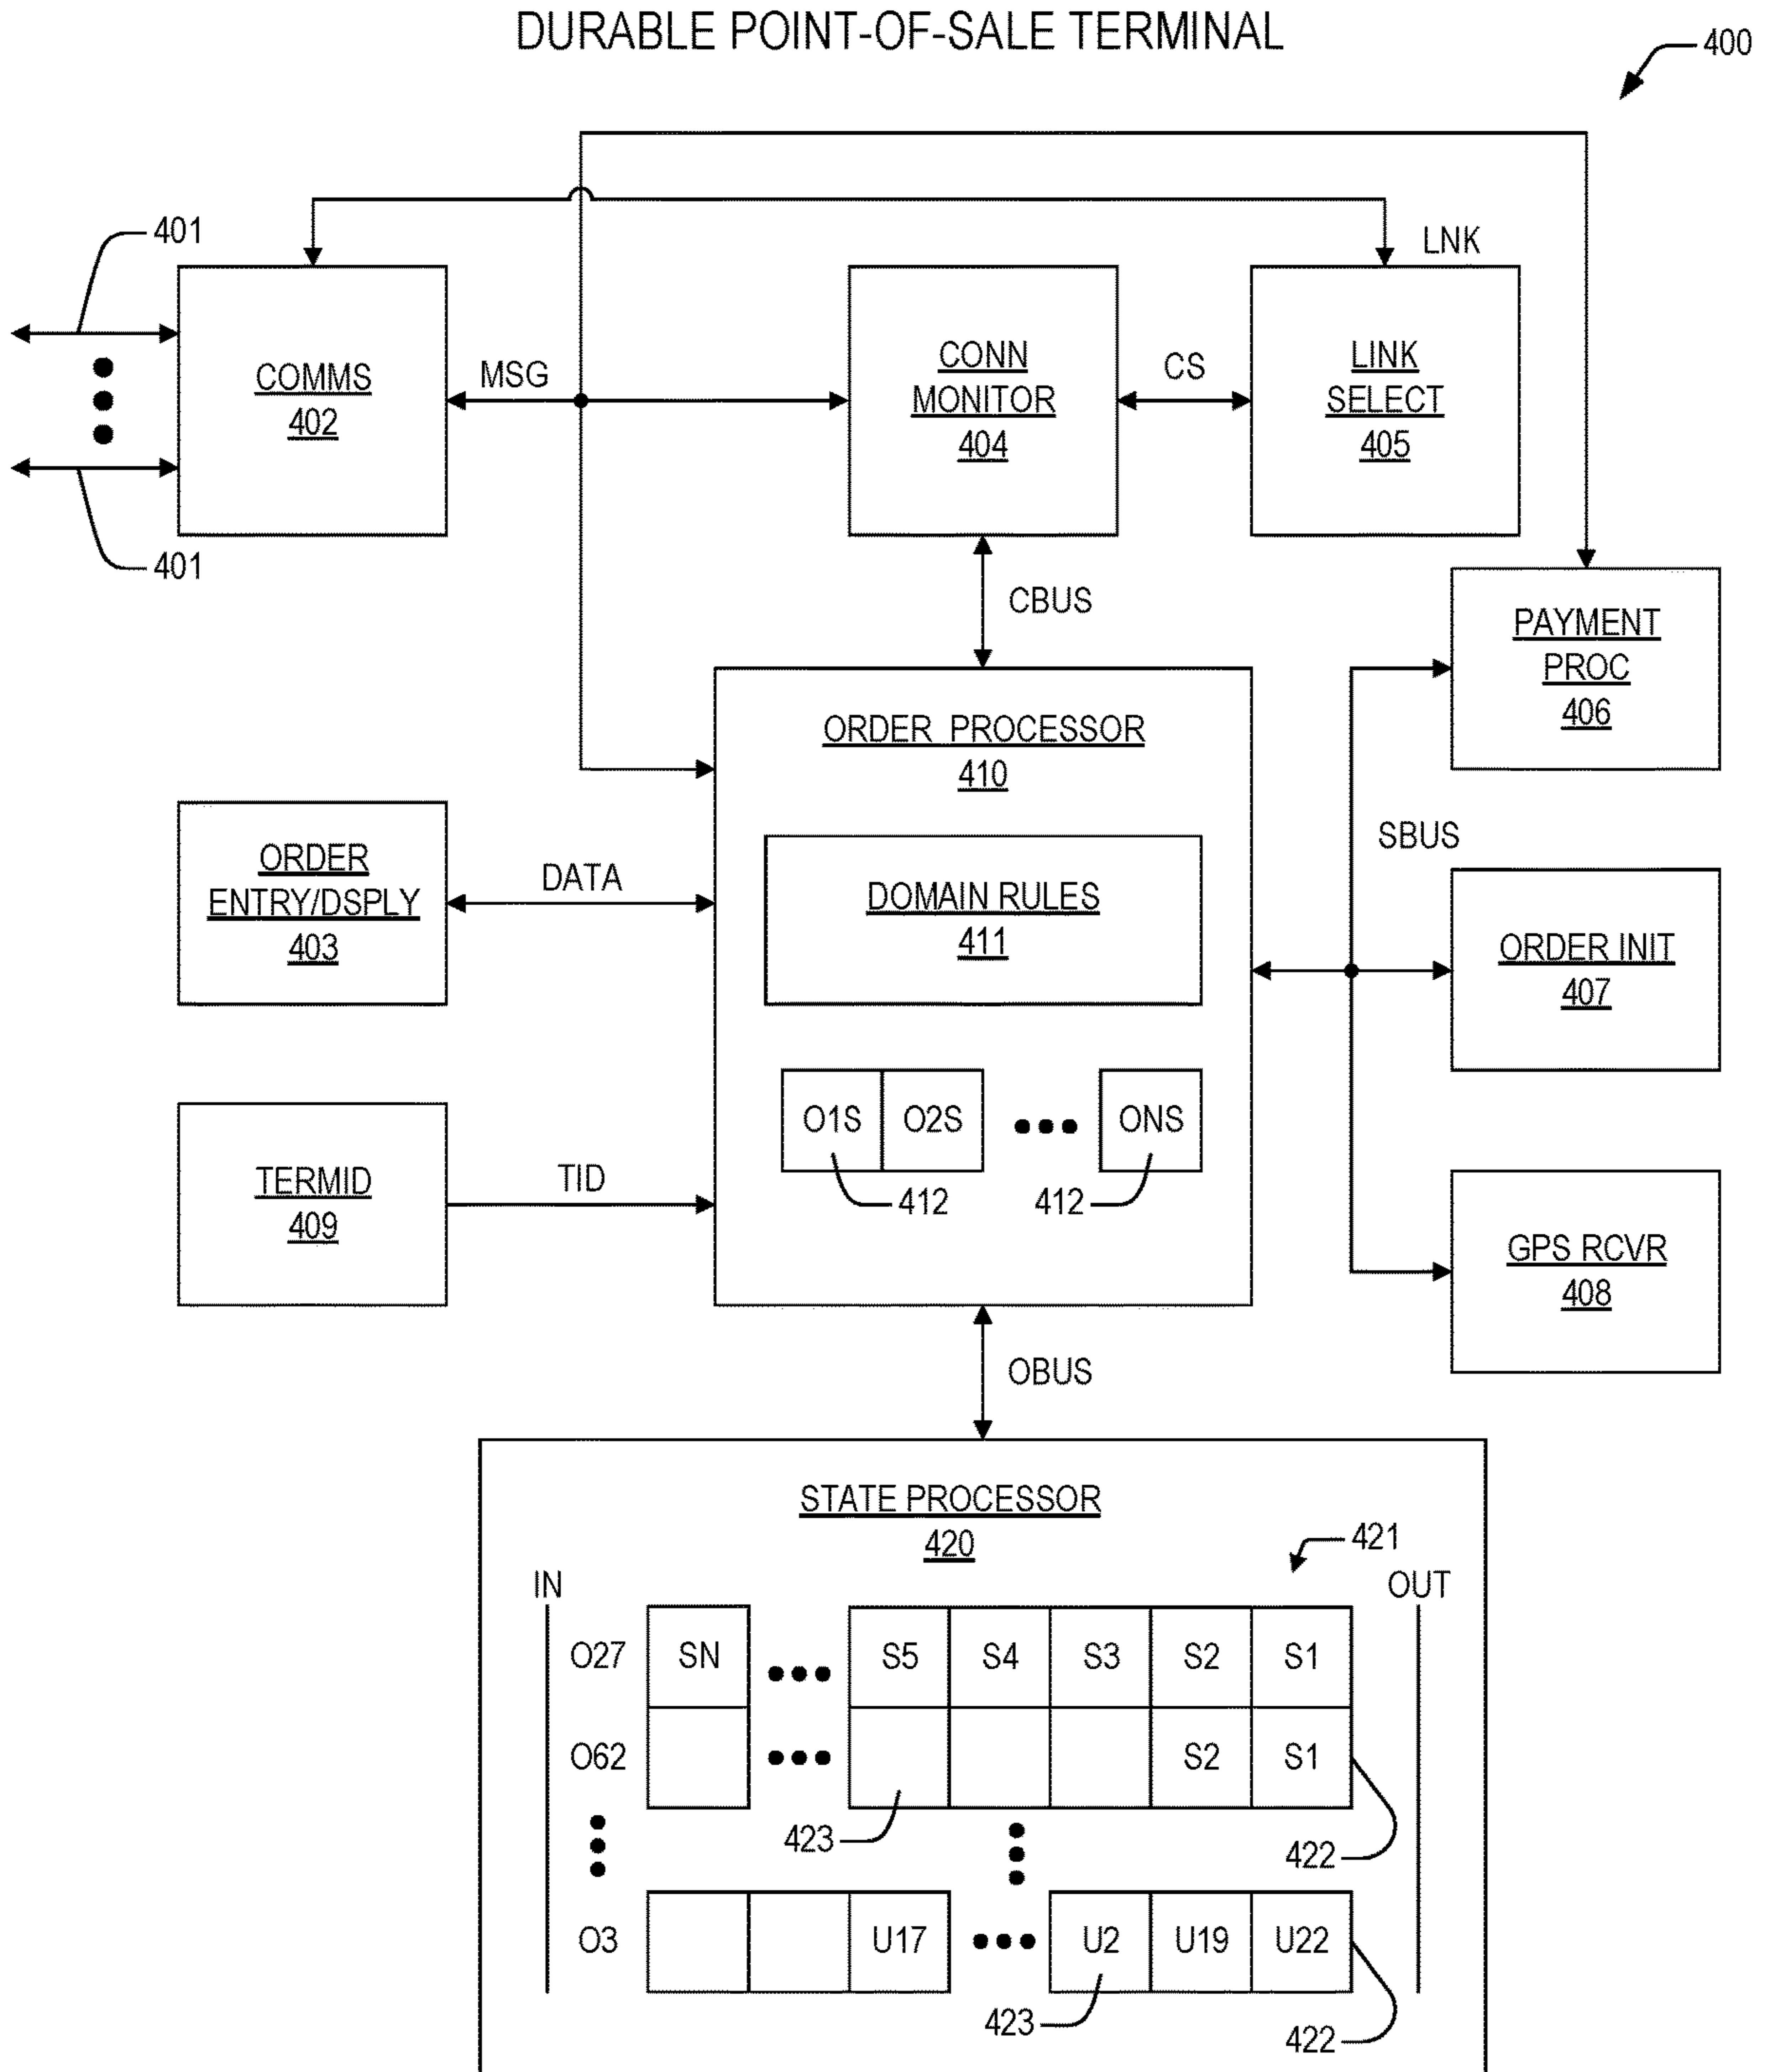 DURABLE POINT-OF-SALE TERMINAL
400
401
LNK
COMMS
402
MSG
CONN
MONITOR
404
CS
LINK
SELECT
405
401
CBUS
PAYMENT
PROC
406
ORDER PROCESSOR
410
SBUS
ORDER
ENTRY/DSPLY
403
DATA
DOMAIN RULES
411
ORDER INIT
407
O1S O2S ONS
412 412
TERMID
409
TID
GPS RCVR
408
OBUS
STATE PROCESSOR
420
421
IN OUT
O27 SN S5 S4 S3 S2 S1
O62 S2 S1
423
422
O3 U17 U2 U19 U22
423
422